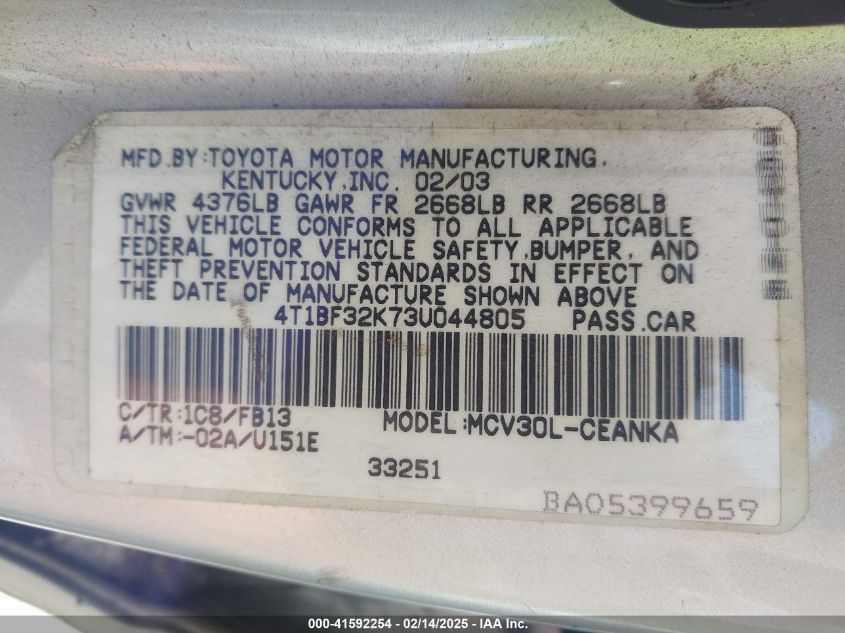 MFD.BY:TOYOTA MOTOR MANUFACTURING,
KENTUCKY,INC. 02/03
GVWR 4376LB GAWR FR 2668LB RR 2668LB
THIS VEHICLE CONFORMS TO ALL APPLICABLE
FEDERAL MOTOR VEHICLE SAFETY,BUMPER, AND
THEFT PREVENTION STANDARDS IN EFFECT ON
THE DATE OF MANUFACTURE SHOWN ABOVE
4T1BF32K73U044805 PASS.CAR
C/TR:1C8/FB13 MODEL:MCV30L-CEANKA
A/TM:-02A/U151E
33251
BA05399659
000-41592254 - 02/14/2025 - IMC-SERVICE.COM